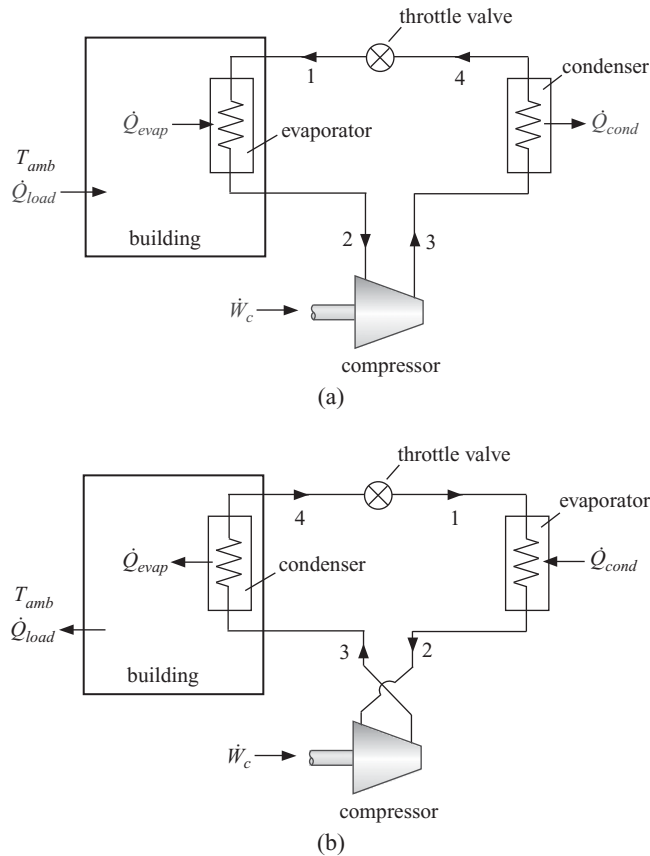 throttle valve
1
4
condenser
Q̇evap
evaporator
Q̇cond
Tamb
Q̇load
building
2
3
Ẇc
compressor
(a)
throttle valve
4
1
evaporator
Q̇evap
condenser
Q̇cond
Tamb
Q̇load
building
3
2
Ẇc
compressor
(b)